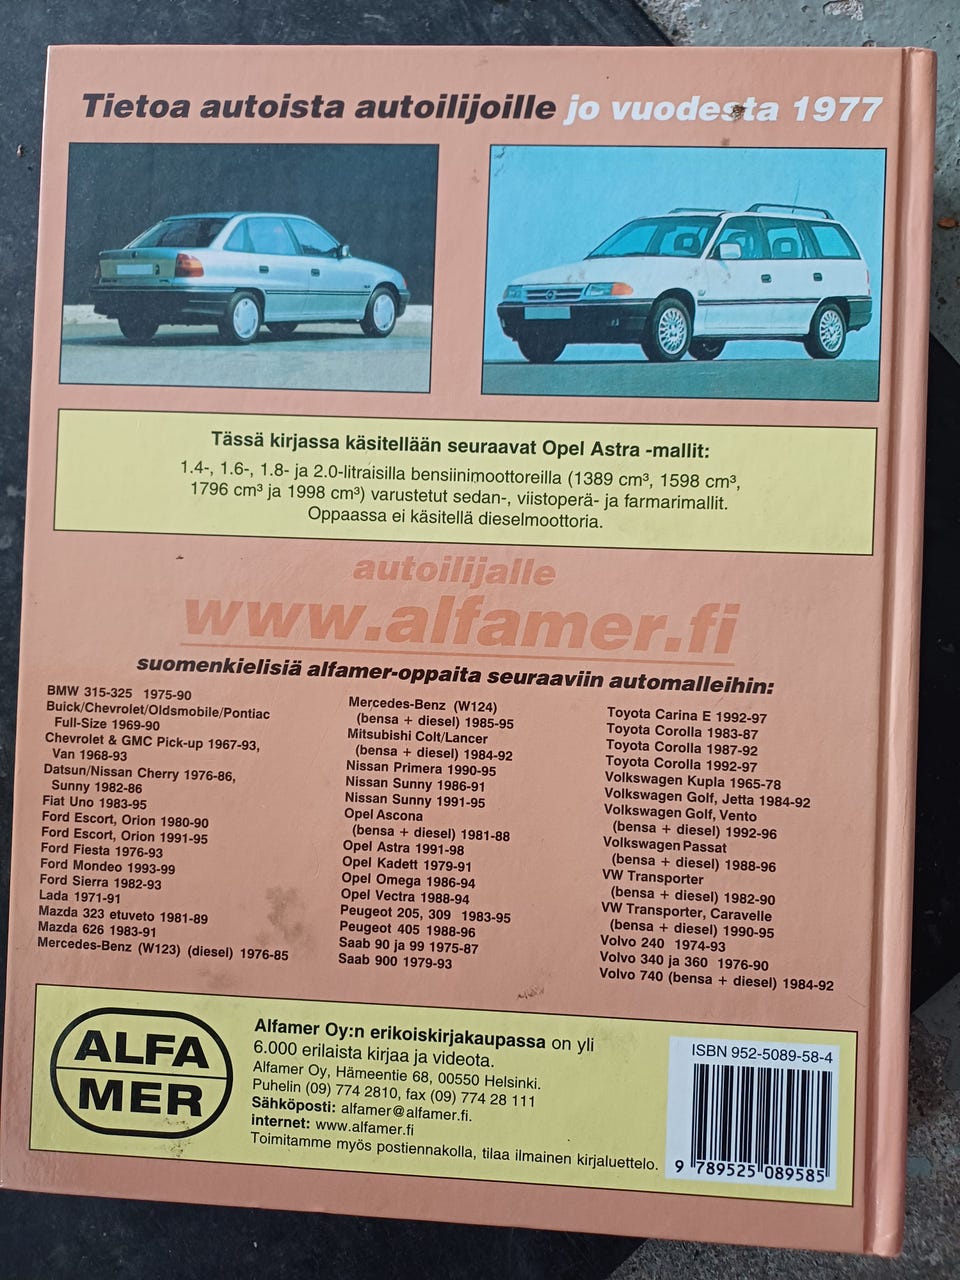 Tietoa autoista autoilijoille jo vuodesta 1977
Tässä kirjassa käsitellään seuraavat Opel Astra -mallit:
1.4-, 1.6-, 1.8- ja 2.0-litraisilla bensiinimoottoreilla (1389 cm³, 1598 cm³,
1796 cm³ ja 1998 cm³) varustetut sedan-, viistoperä- ja farmarimallit.
Oppaassa ei käsitellä dieselmoottoria.
autoilijalle
www.alfamer.fi
suomenkielisiä alfamer-oppaita seuraaviin automalleihin:
BMW 315-325 1975-90
Buick/Chevrolet/Oldsmobile/Pontiac
Full-Size 1969-90
Chevrolet & GMC Pick-up 1967-93,
Van 1968-93
Datsun/Nissan Cherry 1976-86,
Sunny 1982-86
Fiat Uno 1983-95
Ford Escort, Orion 1980-90
Ford Escort, Orion 1991-95
Ford Fiesta 1976-93
Ford Mondeo 1993-99
Ford Sierra 1982-93
Lada 1971-91
Mazda 323 etuveto 1981-89
Mazda 626 1983-91
Mercedes-Benz (W123) (diesel) 1976-85
Mercedes-Benz (W124)
(bensa + diesel) 1985-95
Mitsubishi Colt/Lancer
(bensa + diesel) 1984-92
Nissan Primera 1990-95
Nissan Sunny 1986-91
Nissan Sunny 1991-95
Opel Ascona
(bensa + diesel) 1981-88
Opel Astra 1991-98
Opel Kadett 1979-91
Opel Omega 1986-94
Opel Vectra 1988-94
Peugeot 205, 309 1983-95
Peugeot 405 1988-96
Saab 90 ja 99 1975-87
Saab 900 1979-93
Toyota Carina E 1992-97
Toyota Corolla 1983-87
Toyota Corolla 1987-92
Toyota Corolla 1992-97
Volkswagen Kupla 1965-78
Volkswagen Golf, Jetta 1984-92
Volkswagen Golf, Vento
(bensa + diesel) 1992-96
Volkswagen Passat
(bensa + diesel) 1988-96
VW Transporter
(bensa + diesel) 1982-90
VW Transporter, Caravelle
(bensa + diesel) 1990-95
Volvo 240 1974-93
Volvo 340 ja 360 1976-90
Volvo 740 (bensa + diesel) 1984-92
ALFA
MER
Alfamer Oy:n erikoiskirjakaupassa on yli
6.000 erilaista kirjaa ja videota.
Alfamer Oy, Hämeentie 68, 00550 Helsinki.
Puhelin (09) 774 2810, fax (09) 774 28 111
Sähköposti: alfamer@alfamer.fi.
internet: www.alfamer.fi
Toimitamme myös postiennakolla, tilaa ilmainen kirjaluettelo.
ISBN 952-5089-58-4
9 789525 089585